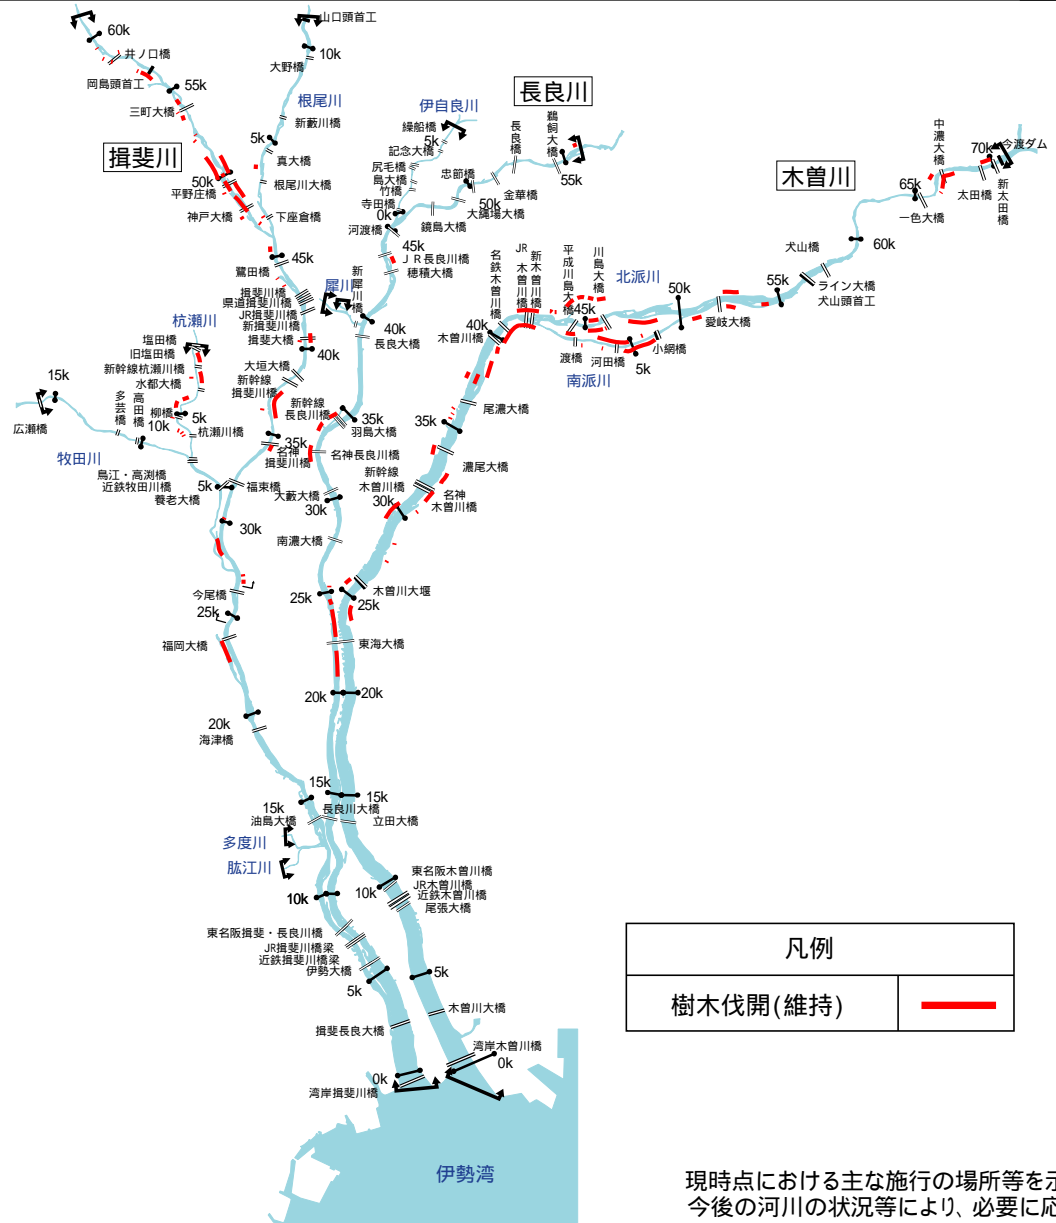 60k
井ノ口橋
岡島頭首工
55k
三町大橋
揖斐川
50k
平野庄橋
神戸大橋
山口頭首工
10k
大野橋
根尾川
新藪川橋
5k
真大橋
根尾川大橋
下座倉橋
45k
鷺田橋
揖斐川橋
県道揖斐川橋
JR揖斐川橋
新揖斐川橋
揖斐大橋
40k
大垣大橋
新幹線
揖斐川橋
伊自良川
繰船橋
5k
記念大橋
尻毛橋
島大橋
竹橋
寺田橋
0k
河渡橋
長良川
鵜飼大橋
長良橋
55k
忠節橋
金華橋
50k
大縄場大橋
鏡島大橋
45k
ＪＲ長良川橋
穂積大橋
犀川
新犀川橋
40k
長良大橋
木曽川
中濃大橋
70k
今渡ダム
新太田橋
太田橋
65k
一色大橋
60k
犬山橋
ライン大橋
犬山頭首工
55k
北派川
50k
愛岐大橋
川島大橋
平成川島大橋
45k
新木曽川橋
JR木曽川橋
名鉄木曽川橋
40k
木曽川橋
渡橋
河田橋
小網橋
5k
南派川
杭瀬川
塩田橋
旧塩田橋
新幹線杭瀬川橋
水都大橋
柳橋
5k
杭瀬川橋
15k
広瀬橋
多芸橋
高田橋
10k
牧田川
烏江・高渕橋
近鉄牧田川橋
養老大橋
5k
福東橋
35k
名神
揖斐川橋
新幹線
長良川橋
35k
羽島大橋
名神長良川橋
大藪大橋
30k
南濃大橋
尾濃大橋
35k
濃尾大橋
新幹線
木曽川橋
名神
木曽川橋
30k
30k
今尾橋
25k
福岡大橋
25k
木曽川大堰
25k
東海大橋
20k
20k
20k
海津橋
15k
15k
15k
長良川大橋
油島大橋
立田大橋
多度川
肱江川
10k
10k
東名阪木曽川橋
JR木曽川橋
近鉄木曽川橋
尾張大橋
東名阪揖斐・長良川橋
JR揖斐川橋梁
近鉄揖斐川橋梁
伊勢大橋
5k
5k
木曽川大橋
揖斐長良大橋
湾岸木曽川橋
0k
0k
湾岸揖斐川橋
伊勢湾
凡例
樹木伐開(維持)
現時点における主な施行の場所等を示
今後の河川の状況等により、必要に応